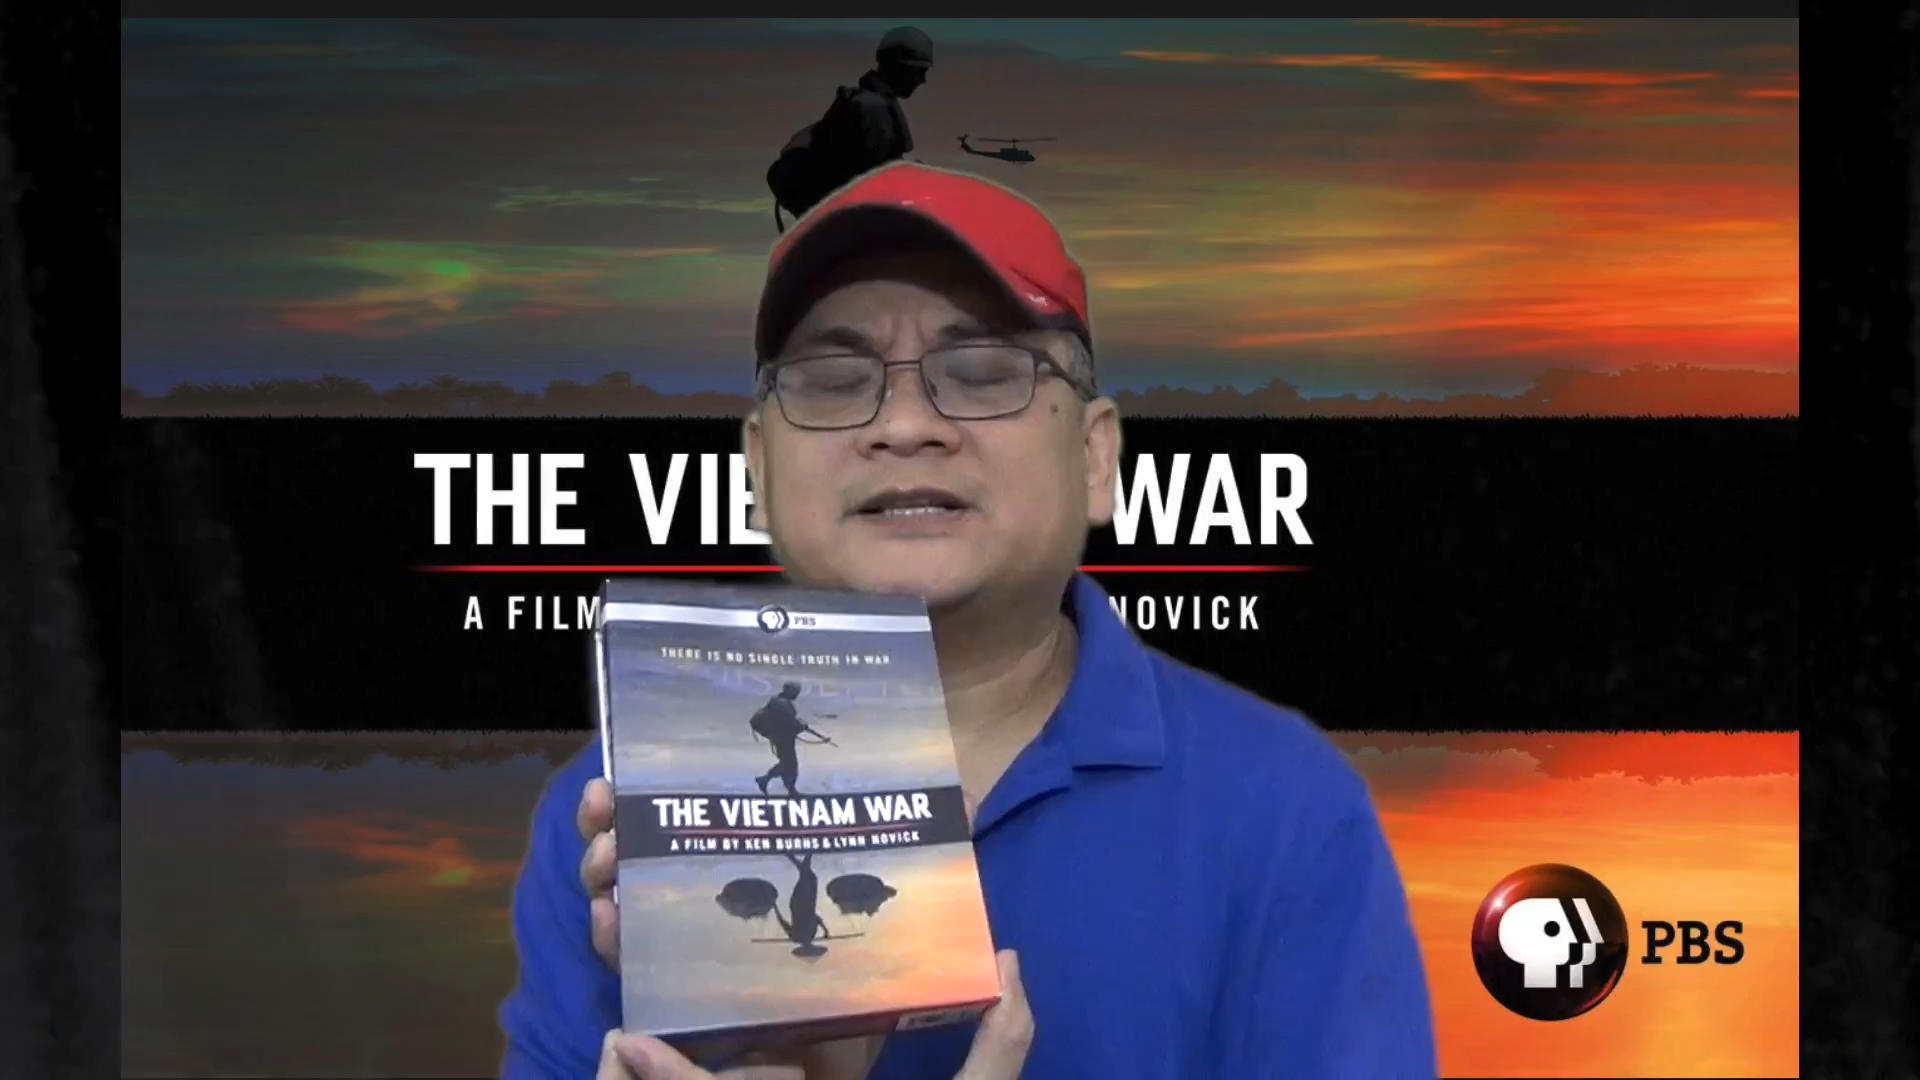 THE VIE WAR
A FILM NOVICK
PBS
THERE IS NO SINGLE TRUTH IN WAR
THE VIETNAM WAR
A FILM BY KEN BURNS & LYNN NOVICK
PBS